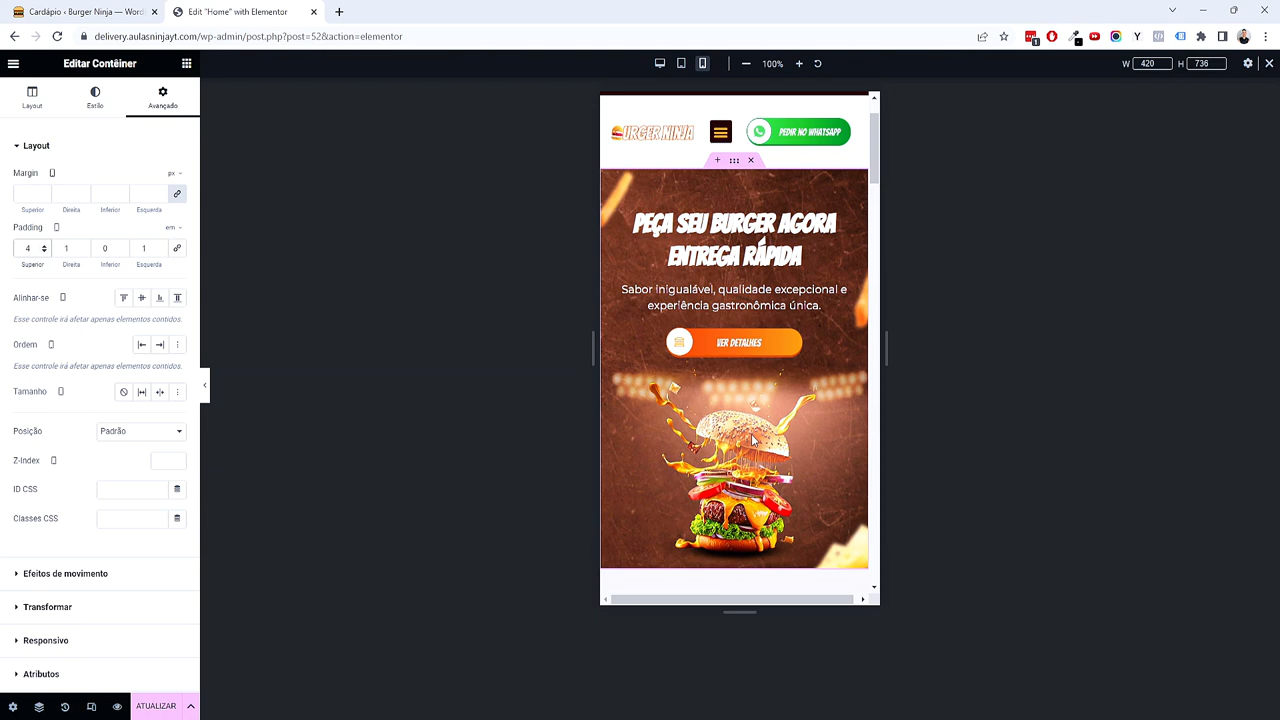 Cardápio ‹ Burger Ninja — Word
Edit "Home" with Elementor
delivery.aulasninjayt.com/wp-admin/post.php?post=52&action=elementor
Editar Contêiner
100%
W 420 H 736
Layout
Estilo
Avançado
Layout
Margin
px
Superior
Direita
Inferior
Esquerda
Padding
em
4
1
0
1
Superior
Direita
Inferior
Esquerda
Alinhar-se
Esse controle irá afetar apenas elementos contidos.
Ordem
Esse controle irá afetar apenas elementos contidos.
Tamanho
Posição
Padrão
Z-Index
ID CSS
Classes CSS
Efeitos de movimento
Transformar
Responsivo
Atributos
ATUALIZAR
BURGER NINJA
PEDIR NO WHATSAPP
PEÇA SEU BURGER AGORA
ENTREGA RÁPIDA
Sabor inigualável, qualidade excepcional e
experiência gastronômica única.
VER DETALHES